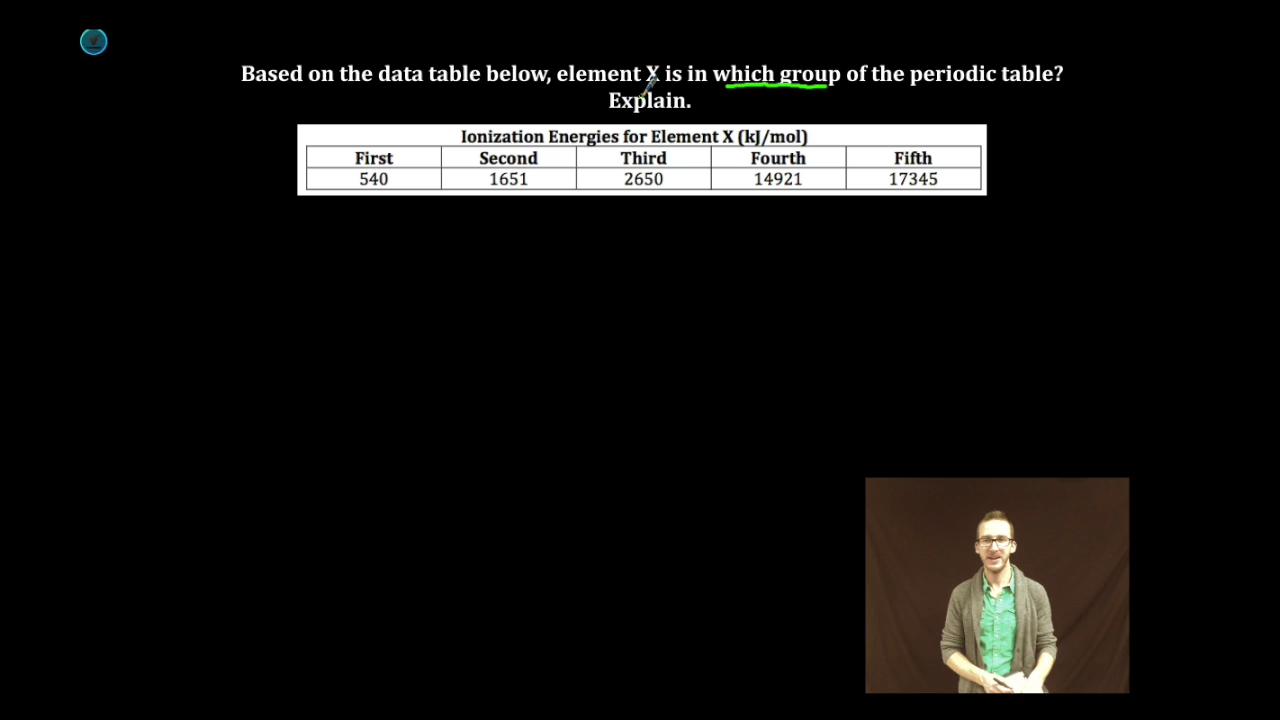 Based on the data table below, element X is in which group of the periodic table?
Explain.
Ionization Energies for Element X (kJ/mol)
First Second Third Fourth Fifth
540 1651 2650 14921 17345